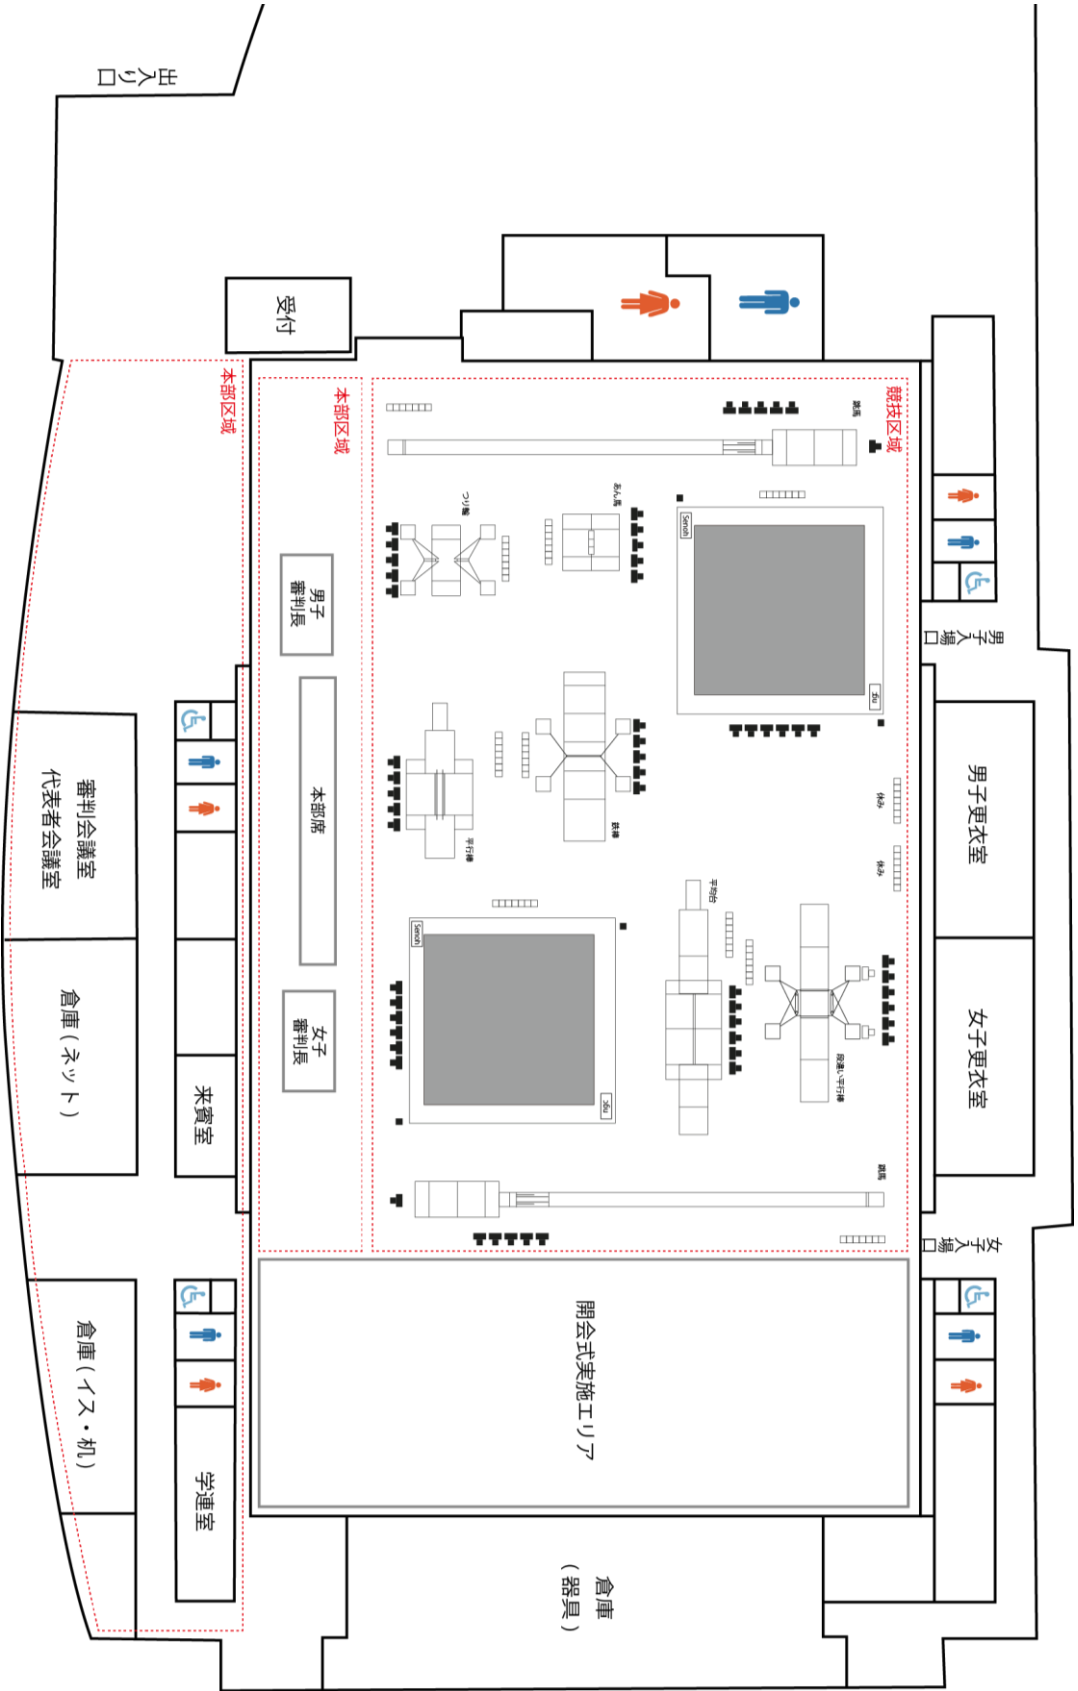 出入り口
受付
本部区域
本部区域
競技区域
跳馬
あん馬
つり輪
Senoh
ゆか
男子入場口
男子
審判長
本部席
女子
審判長
鉄棒
平行棒
休み
休み
平均台
段違い平行棒
Senoh
ゆか
跳馬
男子更衣室
女子更衣室
女子入場口
審判会議室
代表者会議室
倉庫(ネット)
来賓室
倉庫(イス・机)
学連室
開会式実施エリア
倉庫
(器具)